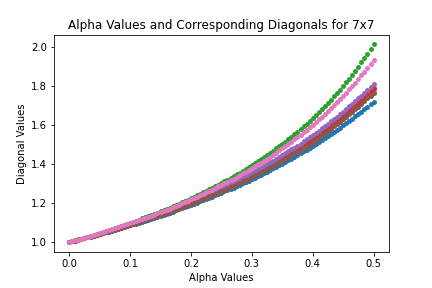 Alpha Values and Corresponding Diagonals for 7x7
2.0
1.8
1.6
1.4
1.2
1.0
Diagonal Values
0.0 0.1 0.2 0.3 0.4 0.5
Alpha Values